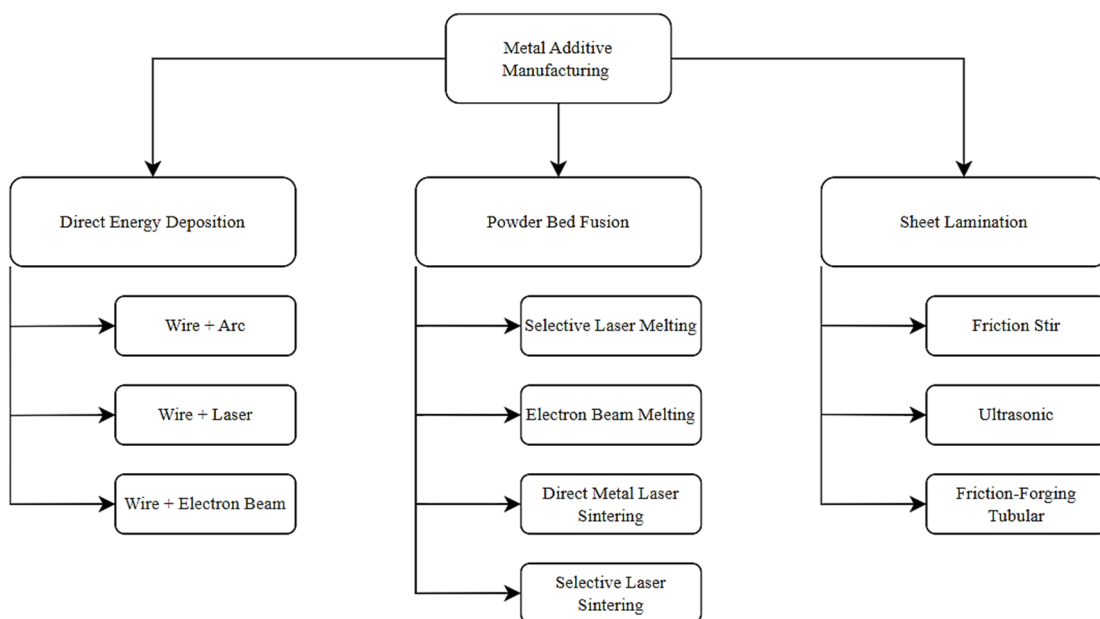 Metal Additive
Manufacturing
Direct Energy Deposition
Powder Bed Fusion
Sheet Lamination
Wire + Arc
Selective Laser Melting
Friction Stir
Wire + Laser
Electron Beam Melting
Ultrasonic
Wire + Electron Beam
Direct Metal Laser
Sintering
Friction-Forging
Tubular
Selective Laser
Sintering